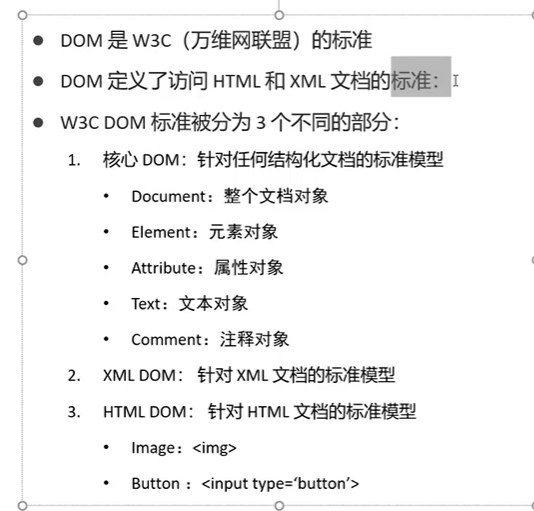 ● DOM 是 W3C（万维网联盟）的标准
● DOM 定义了访问 HTML 和 XML 文档的标准：
● W3C DOM 标准被分为 3 个不同的部分：
1. 核心 DOM：针对任何结构化文档的标准模型
• Document：整个文档对象
• Element：元素对象
• Attribute：属性对象
• Text：文本对象
• Comment：注释对象
2. XML DOM： 针对 XML 文档的标准模型
3. HTML DOM： 针对 HTML 文档的标准模型
• Image：<img>
• Button ：<input type=‘button’>